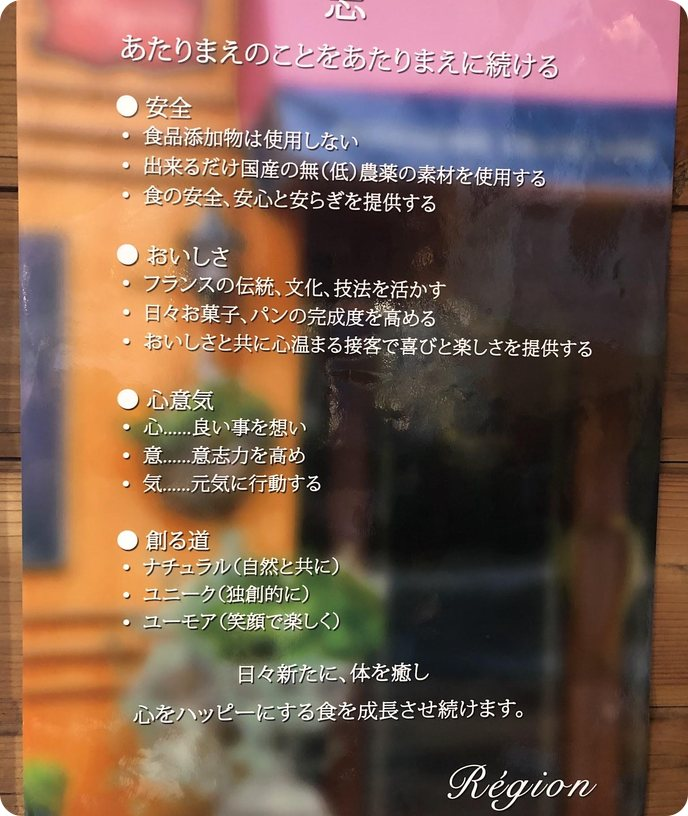 あたりまえのことをあたりまえに続ける
● 安全
・ 食品添加物は使用しない
・ 出来るだけ国産の無(低)農薬の素材を使用する
・ 食の安全、安心と安らぎを提供する
● おいしさ
・ フランスの伝統、文化、技法を活かす
・ 日々お菓子、パンの完成度を高める
・ おいしさと共に心温まる接客で喜びと楽しさを提供する
● 心意気
・ 心……良い事を想い
・ 意……意志力を高め
・ 気……元気に行動する
● 創る道
・ ナチュラル(自然と共に)
・ ユニーク(独創的に)
・ ユーモア(笑顔で楽しく)
日々新たに、体を癒し
心をハッピーにする食を成長させ続けます。
Région